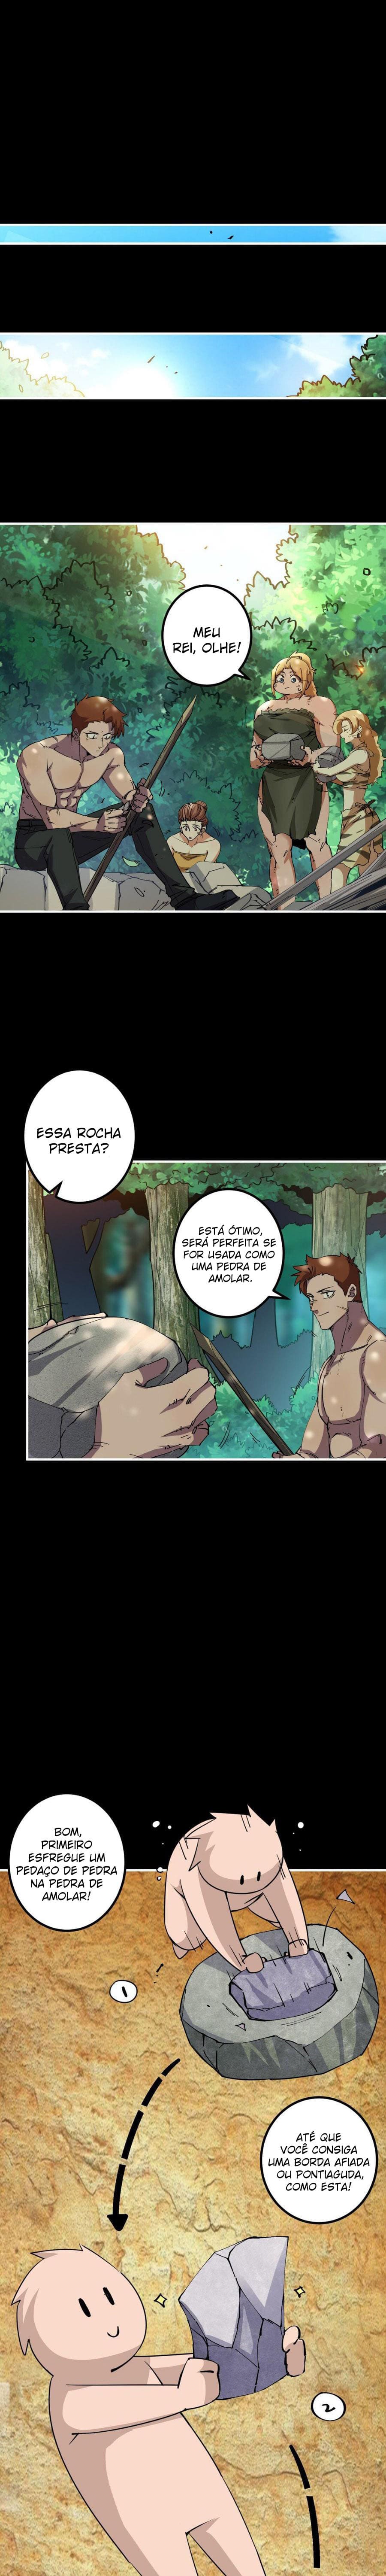 MEU
REI, OLHE!
ESSA ROCHA
PRESTA?
ESTÁ ÓTIMO,
SERÁ PERFEITA SE
FOR USADA COMO
UMA PEDRA DE
AMOLAR.
BOM,
PRIMEIRO
ESFREGUE UM
PEDAÇO DE PEDRA
NA PEDRA DE
AMOLAR!
1
ATÉ QUE
VOCÊ CONSIGA
UMA BORDA AFIADA
OU PONTIAGUDA,
COMO ESTA!
2